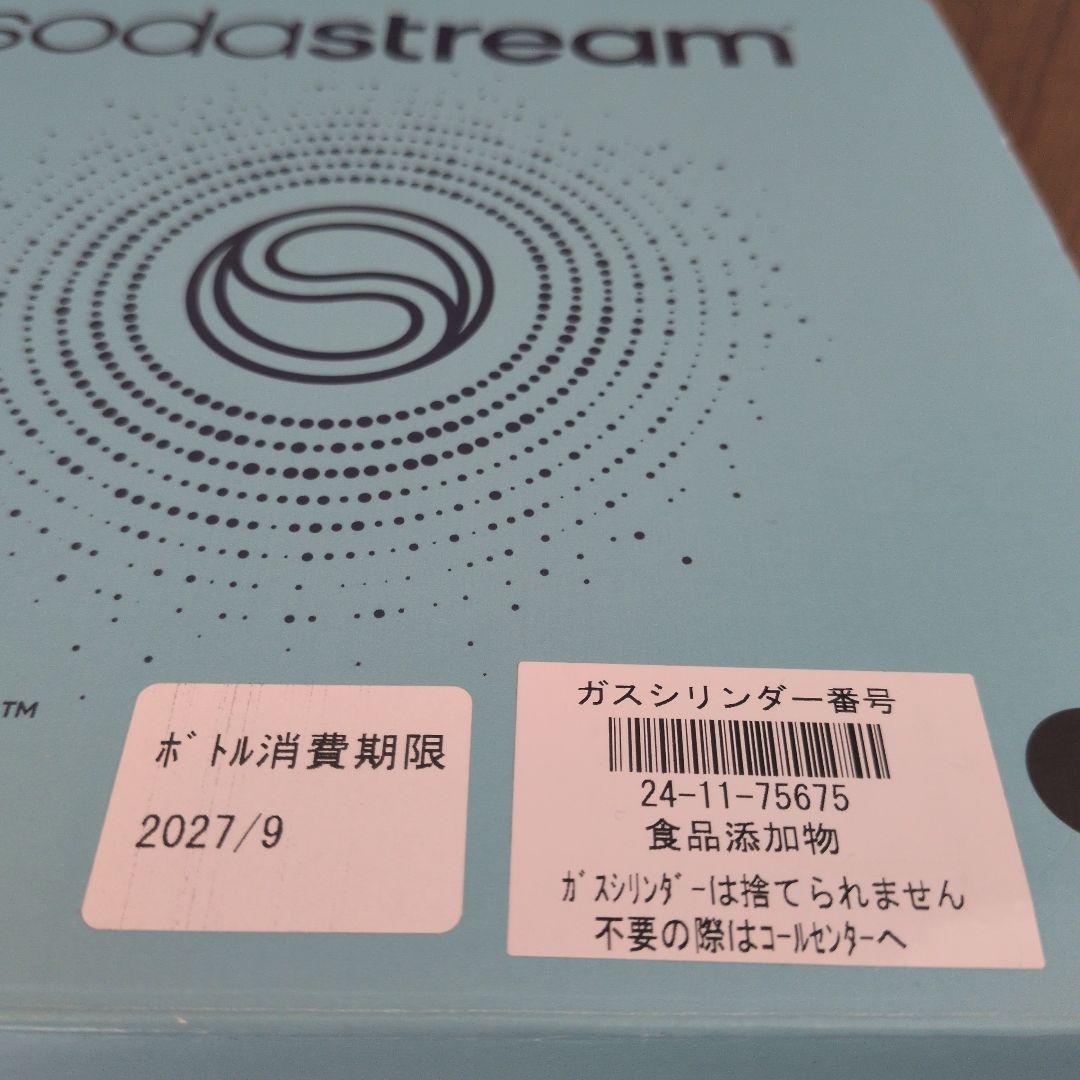 sodastream
TM
ﾎﾞﾄﾙ消費期限
2027/9
ガスシリンダー番号
24-11-75675
食品添加物
ｶﾞｽｼﾘﾝﾀﾞｰは捨てられません
不要の際はｺｰﾙｾﾝﾀｰへ